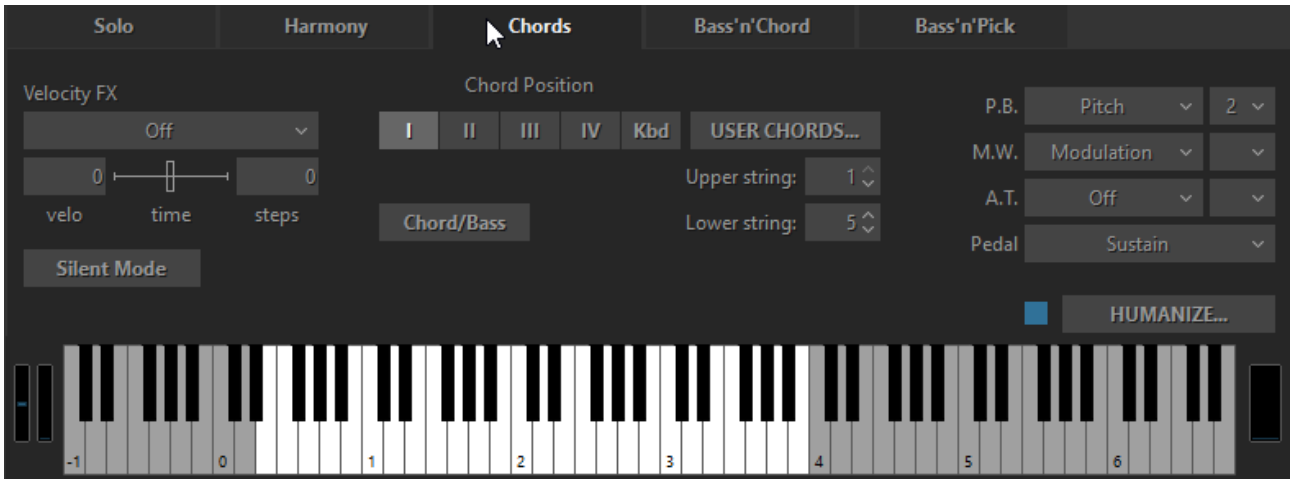 Solo Harmony Chords Bass'n'Chord Bass'n'Pick
Velocity FX
Off
0 0
velo time steps
Silent Mode
Chord Position
I II III IV Kbd USER CHORDS...
Upper string: 1
Chord/Bass Lower string: 5
P.B. Pitch 2
M.W. Modulation
A.T. Off
Pedal Sustain
HUMANIZE...
-1 0 1 2 3 4 5 6